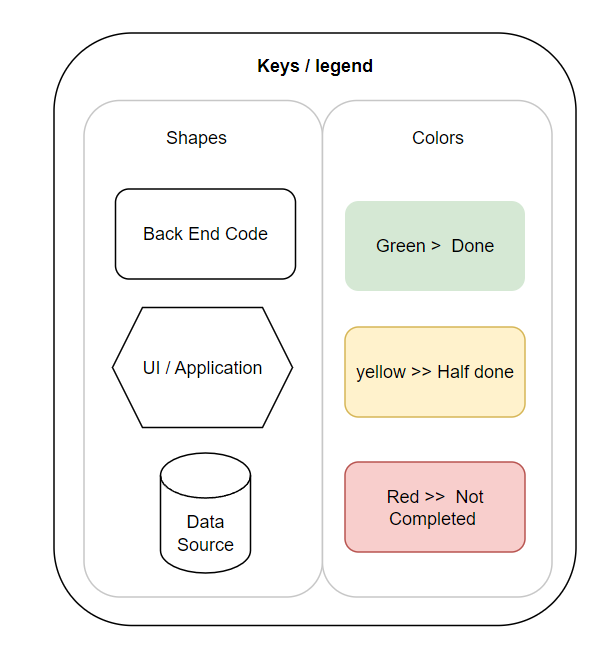 Keys / legend
Shapes
Back End Code
UI / Application
Data
Source
Colors
Green >  Done
yellow >> Half done
Red >>  Not
Completed